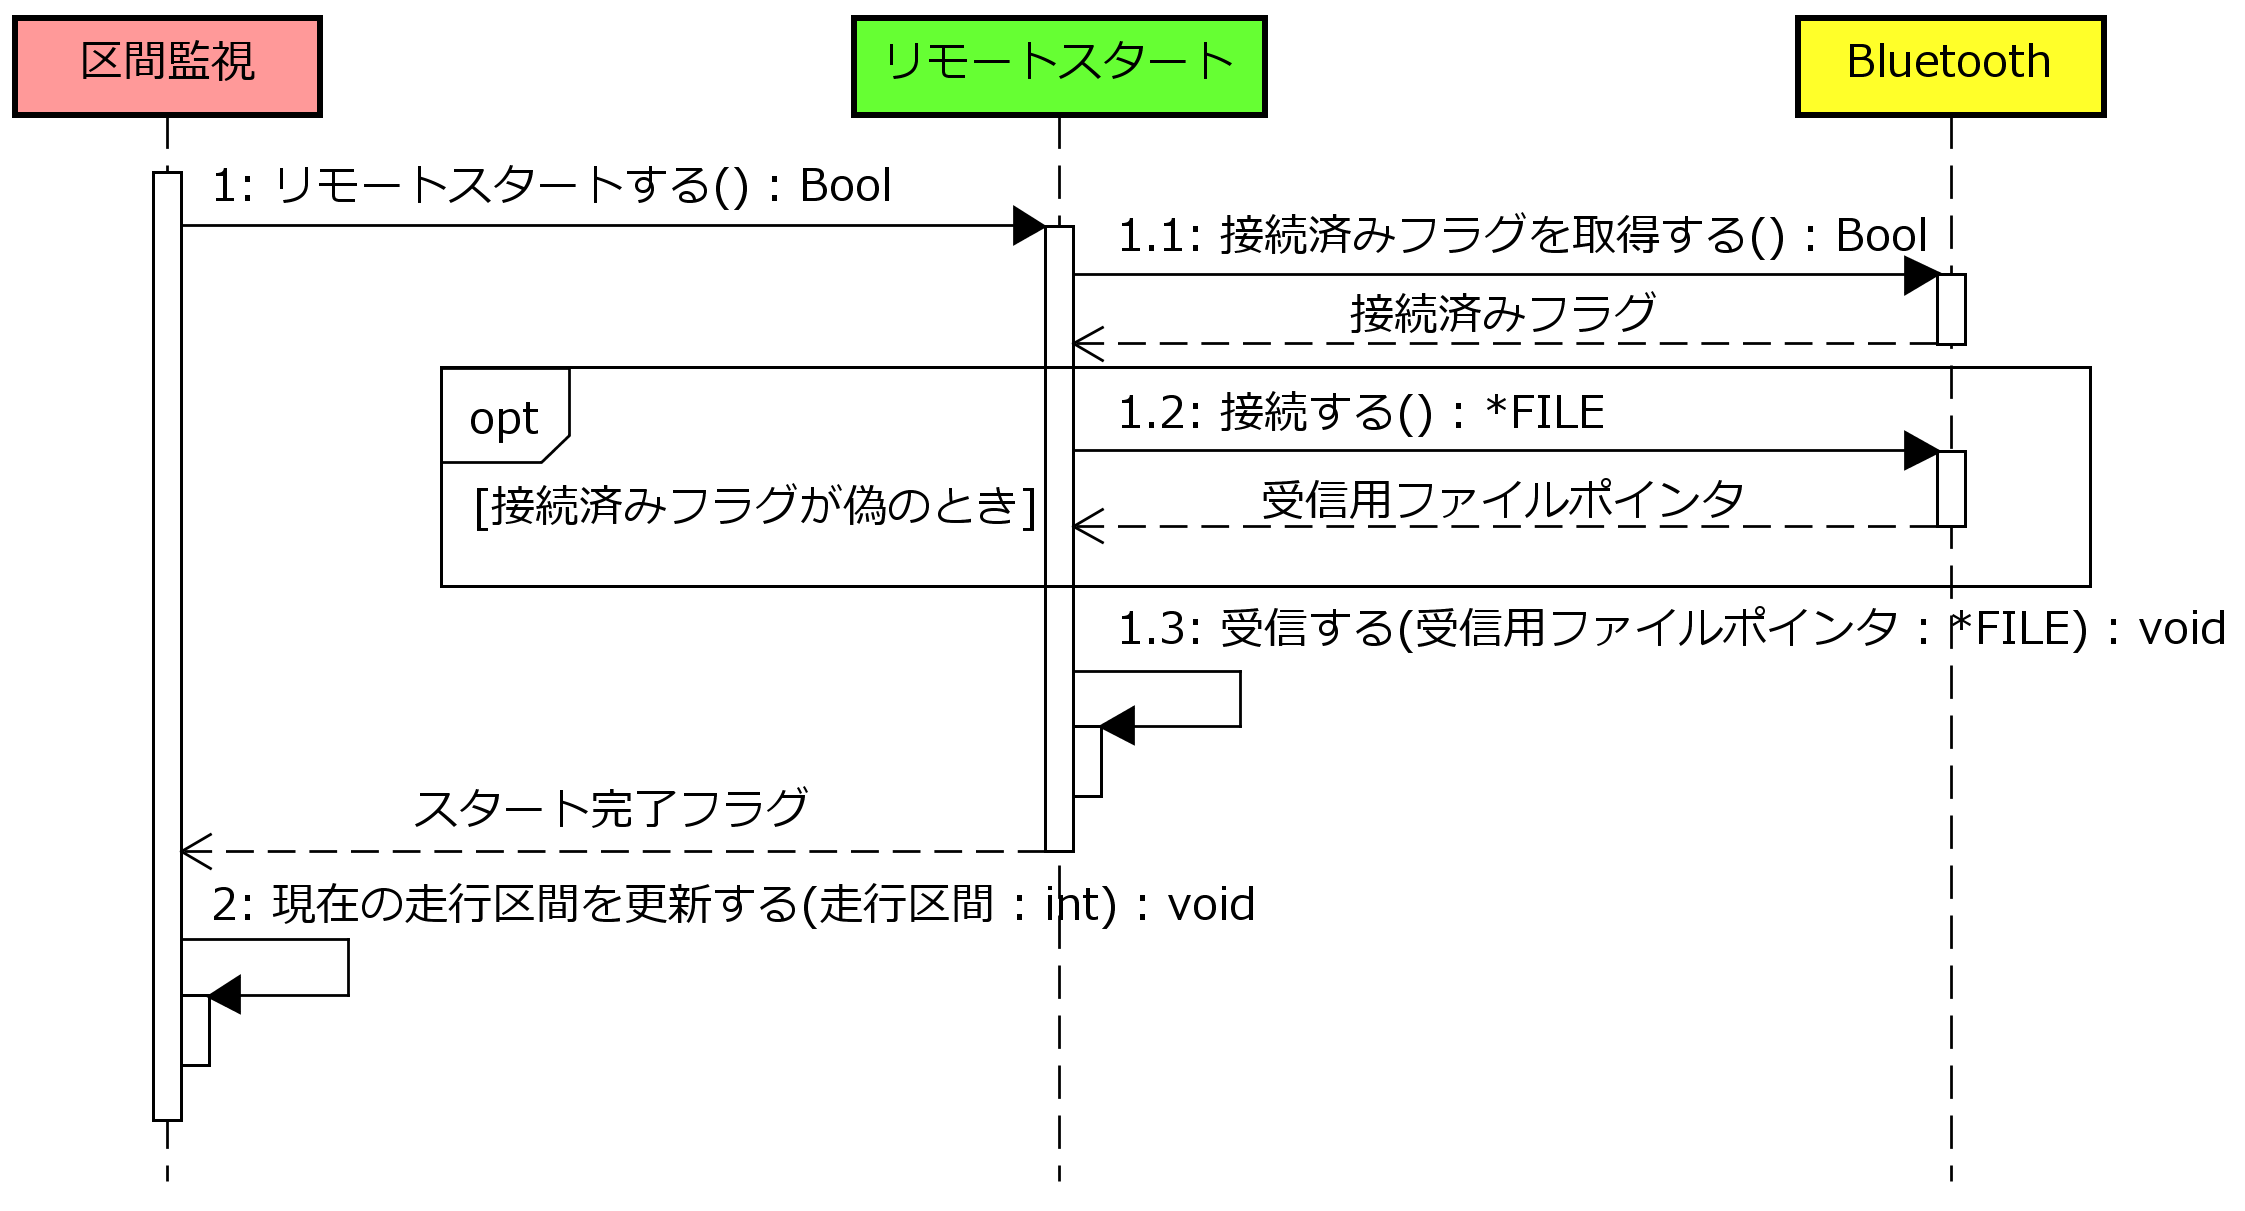 区間監視
リモートスタート
Bluetooth
1: リモートスタートする() : Bool
1.1: 接続済みフラグを取得する() : Bool
接続済みフラグ
opt
1.2: 接続する() : *FILE
[接続済みフラグが偽のとき]
受信用ファイルポインタ
1.3: 受信する(受信用ファイルポインタ : *FILE) : void
スタート完了フラグ
2: 現在の走行区間を更新する(走行区間 : int) : void